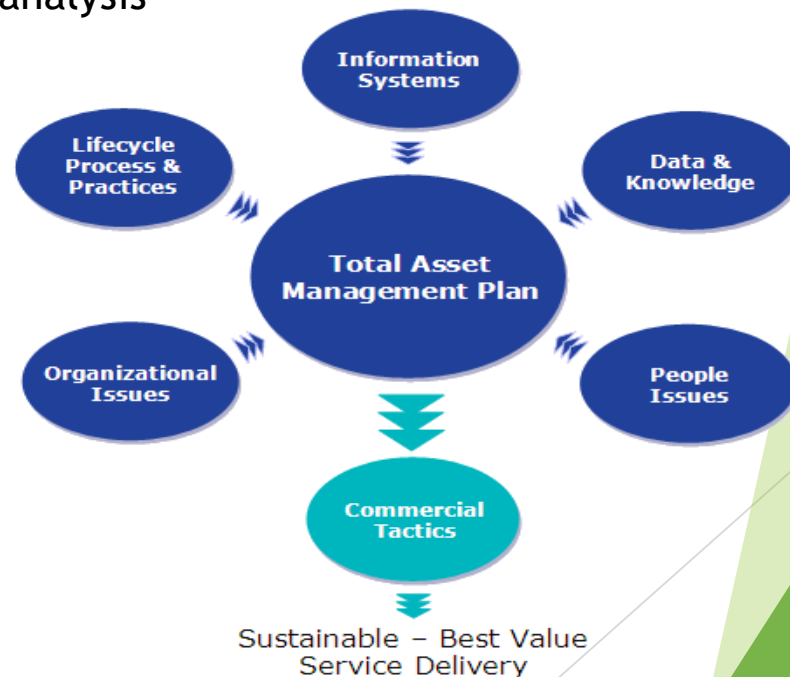 analysis
Information
Systems
Lifecycle
Process &
Practices
Data &
Knowledge
Total Asset
Management Plan
Organizational
Issues
People
Issues
Commercial
Tactics
Sustainable – Best Value
Service Delivery